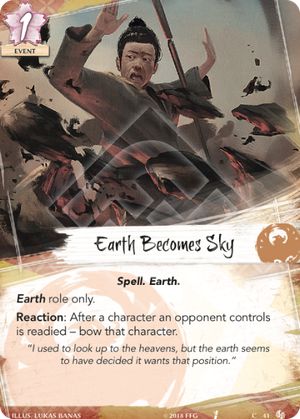 1
EVENT
Earth Becomes Sky
Spell. Earth.
Earth role only.
Reaction: After a character an opponent controls
is readied – bow that character.
"I used to look up to the heavens, but the earth seems
to have decided it wants that position."
ILLUS. LUKAS BANAS
© 2018 FFG
C 41